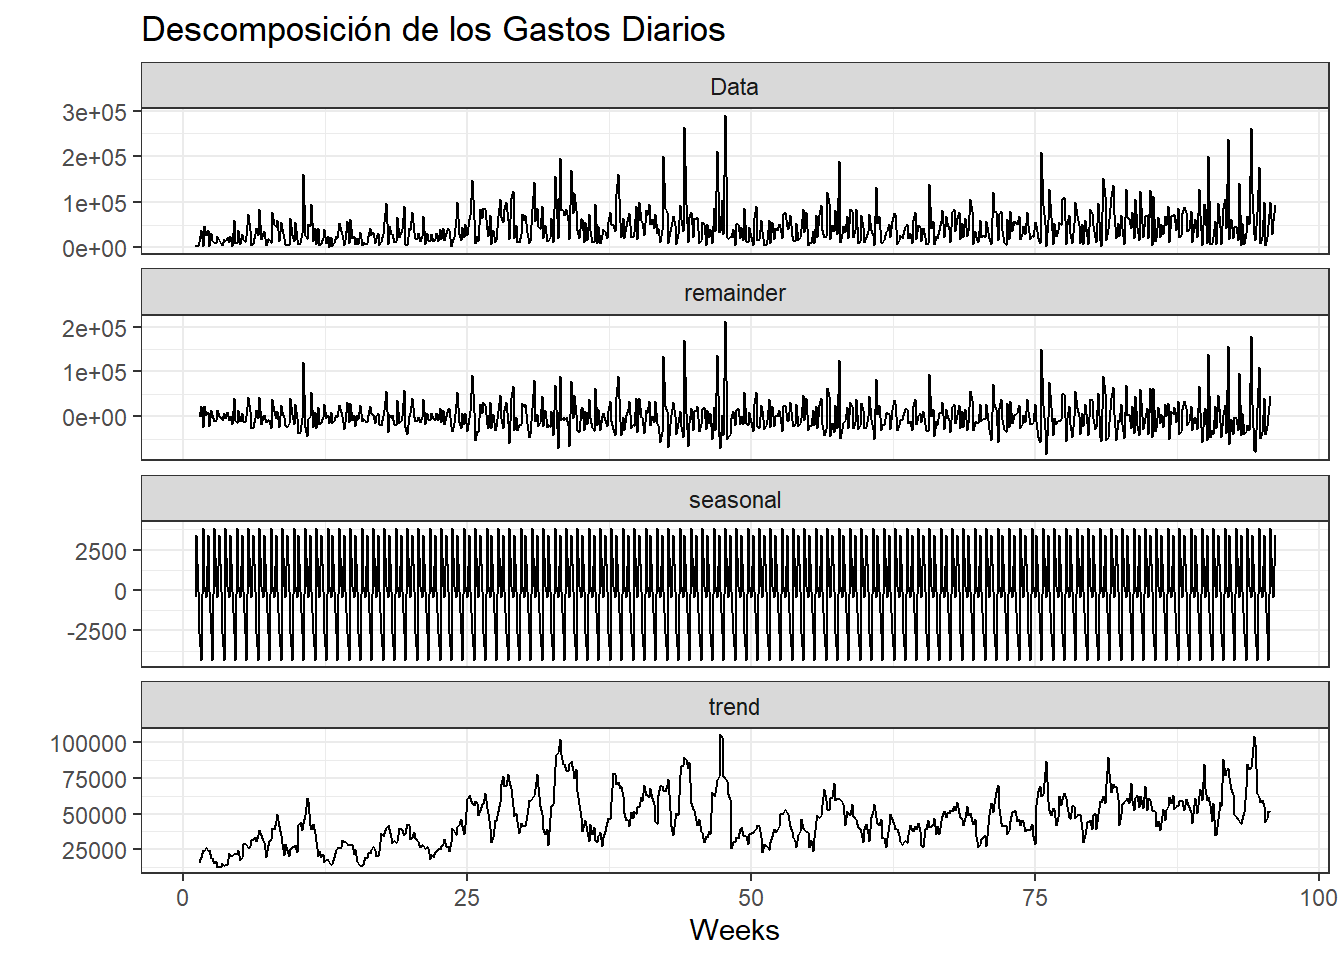 Descomposición de los Gastos Diarios
Data
3e+05
2e+05
1e+05
0e+00
remainder
2e+05
1e+05
0e+00
seasonal
2500
0
-2500
trend
100000
75000
50000
25000
0 25 50 75 100
Weeks